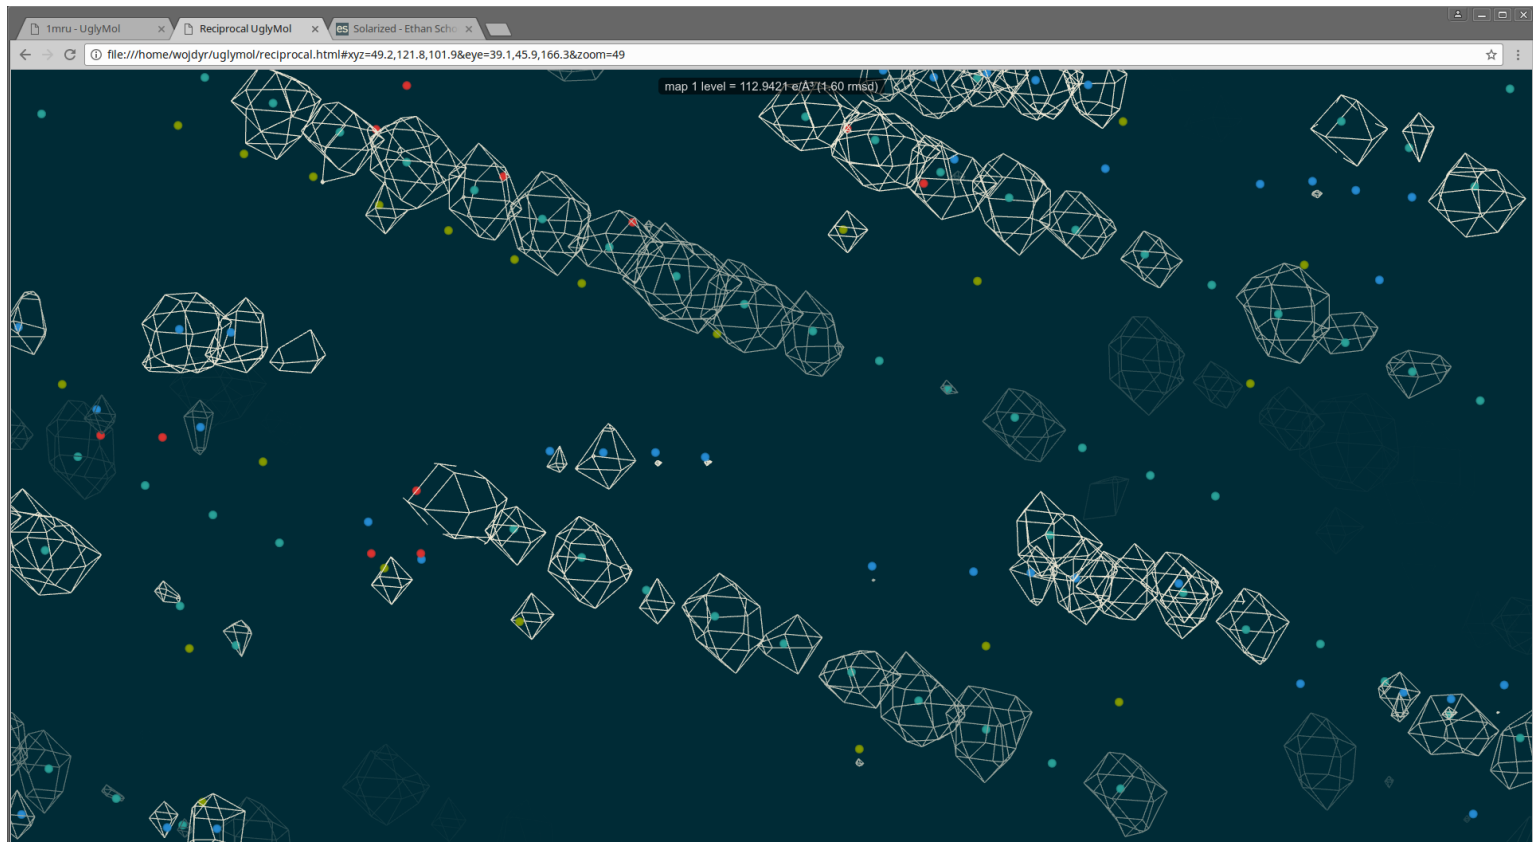 1mru - UglyMol
Reciprocal UglyMol
es Solarized - Ethan Scho
file:///home/wojdyr/uglymol/reciprocal.html#xyz=49.2,121.8,101.9&eye=39.1,45.9,166.3&zoom=49
map 1 level = 112.9421 e/Å³ (1.60 rmsd)